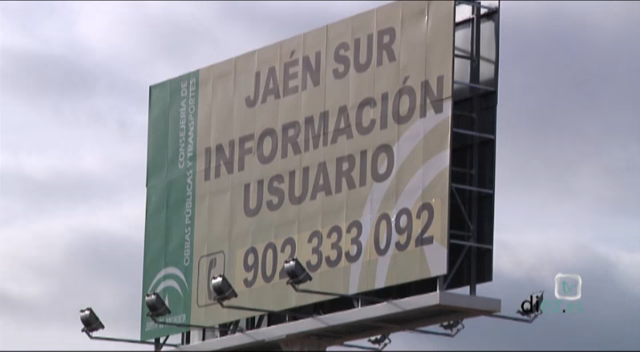 JAÉN SUR
INFORMACIÓN
USUARIO
902 333 092
CONSEJERÍA DE
OBRAS PÚBLICAS Y TRANSPORTES